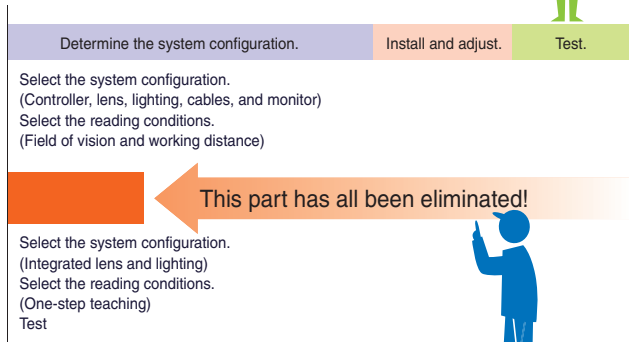 Determine the system configuration. Install and adjust. Test.
Select the system configuration.
(Controller, lens, lighting, cables, and monitor)
Select the reading conditions.
(Field of vision and working distance)
This part has all been eliminated!
Select the system configuration.
(Integrated lens and lighting)
Select the reading conditions.
(One-step teaching)
Test